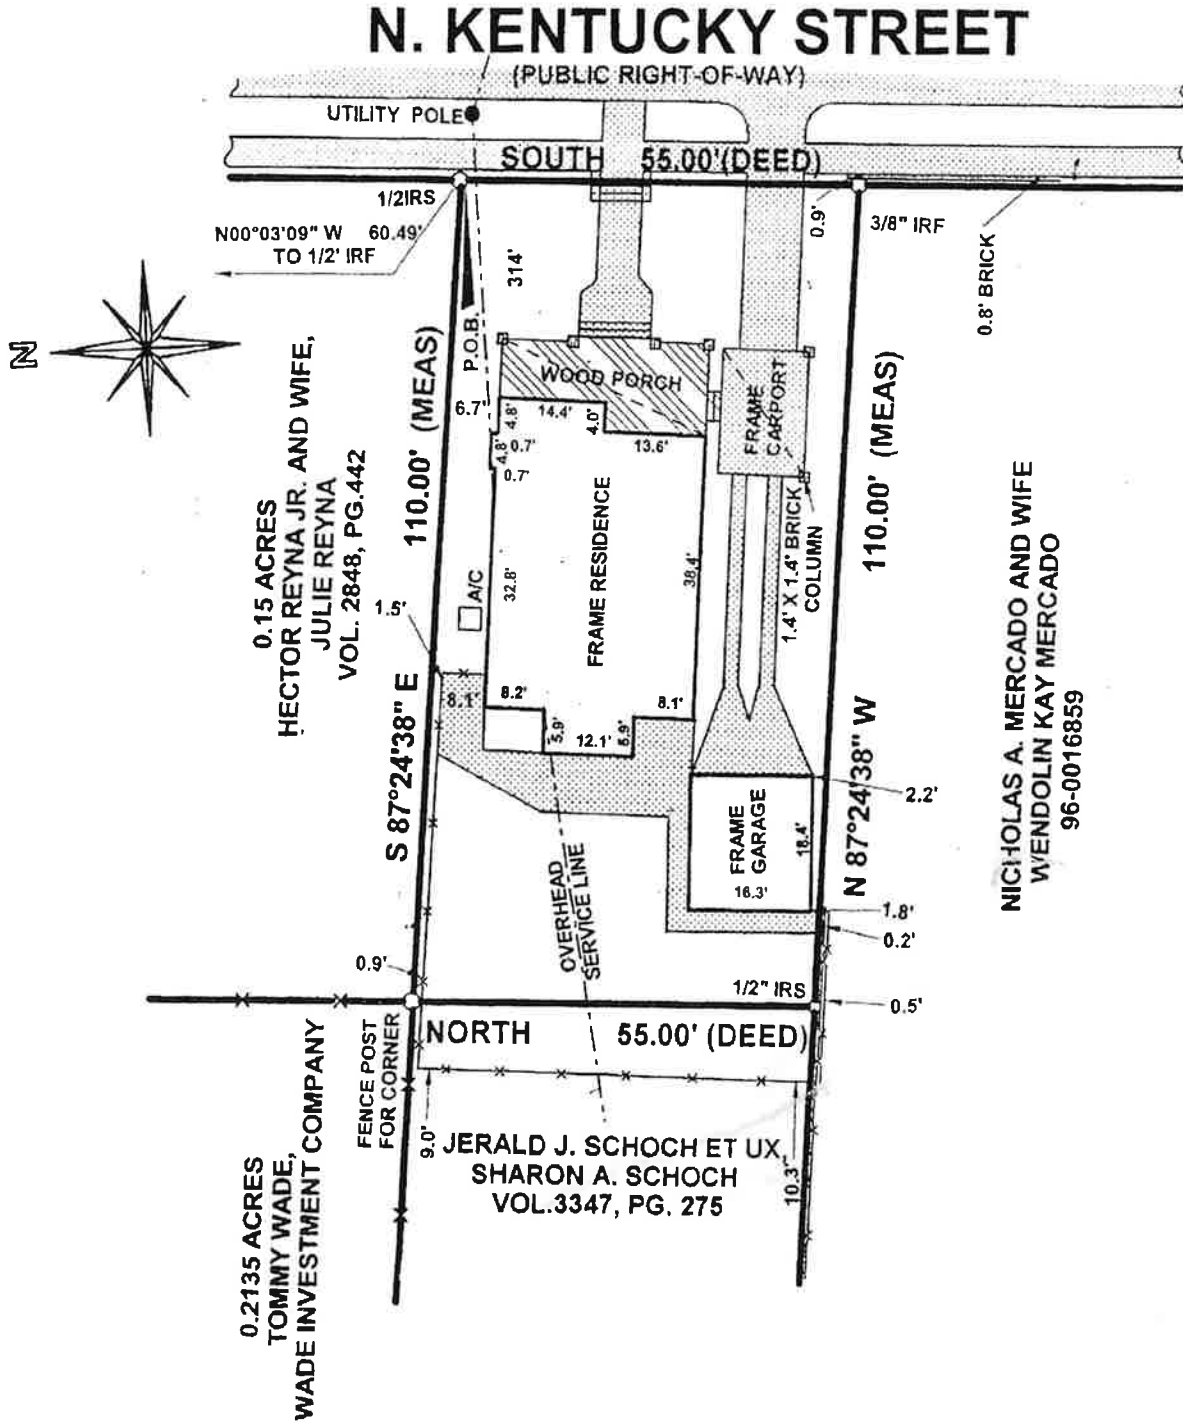 N. KENTUCKY STREET
(PUBLIC RIGHT-OF-WAY)
UTILITY POLE
SOUTH 55.00'(DEED)
1/2IRS
N00°03'09" W 60.49'
TO 1/2' IRF
314'
0.9'
3/8" IRF
0.8' BRICK
N
P.O.B.
6.7'
WOOD PORCH
4.8'
14.4'
4.0'
13.6'
4.8'
0.7'
0.7'
FRAME
CARPORT
110.00' (MEAS)
S 87°24'38" E
110.00' (MEAS)
N 87°24'38" W
0.15 ACRES
HECTOR REYNA JR. AND WIFE,
JULIE REYNA
VOL. 2848, PG.442
FRAME RESIDENCE
32.8'
38.4'
A/C
1.4' X 1.4' BRICK
COLUMN
NICHOLAS A. MERCADO AND WIFE
WENDOLIN KAY MERCADO
96-0016859
1.5'
8.1'
8.2'
5.9'
12.1'
5.9'
8.1'
2.2'
FRAME
GARAGE
18.4'
16.3'
1.8'
0.2'
OVERHEAD
SERVICE LINE
0.9'
1/2" IRS
0.5'
NORTH 55.00' (DEED)
FENCE POST
FOR CORNER
9.0'
10.3'
JERALD J. SCHOCH ET UX,
SHARON A. SCHOCH
VOL.3347, PG. 275
0.2135 ACRES
TOMMY WADE,
WADE INVESTMENT COMPANY